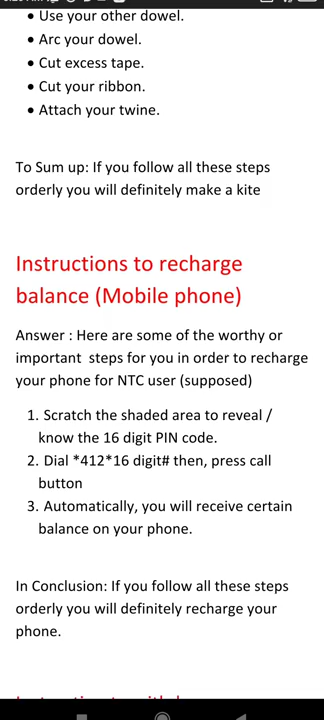 • Use your other dowel.
• Arc your dowel.
• Cut excess tape.
• Cut your ribbon.
• Attach your twine.
To Sum up: If you follow all these steps
orderly you will definitely make a kite
Instructions to recharge
balance (Mobile phone)
Answer : Here are some of the worthy or
important steps for you in order to recharge
your phone for NTC user (supposed)
1. Scratch the shaded area to reveal /
know the 16 digit PIN code.
2. Dial *412*16 digit# then, press call
button
3. Automatically, you will receive certain
balance on your phone.
In Conclusion: If you follow all these steps
orderly you will definitely recharge your
phone.